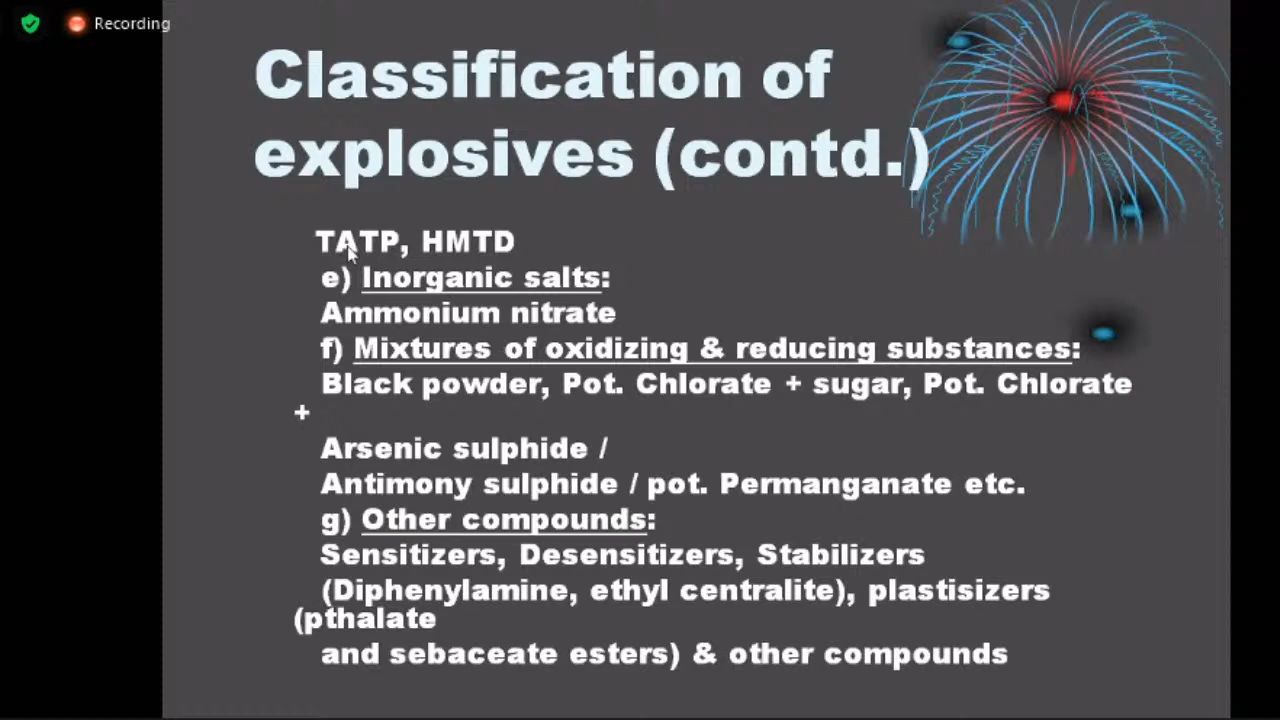 Recording
Classification of
explosives (contd.)
TATP, HMTD
e) Inorganic salts:
Ammonium nitrate
f) Mixtures of oxidizing & reducing substances:
Black powder, Pot. Chlorate + sugar, Pot. Chlorate
+
Arsenic sulphide /
Antimony sulphide / pot. Permanganate etc.
g) Other compounds:
Sensitizers, Desensitizers, Stabilizers
(Diphenylamine, ethyl centralite), plastisizers
(pthalate
and sebaceate esters) & other compounds